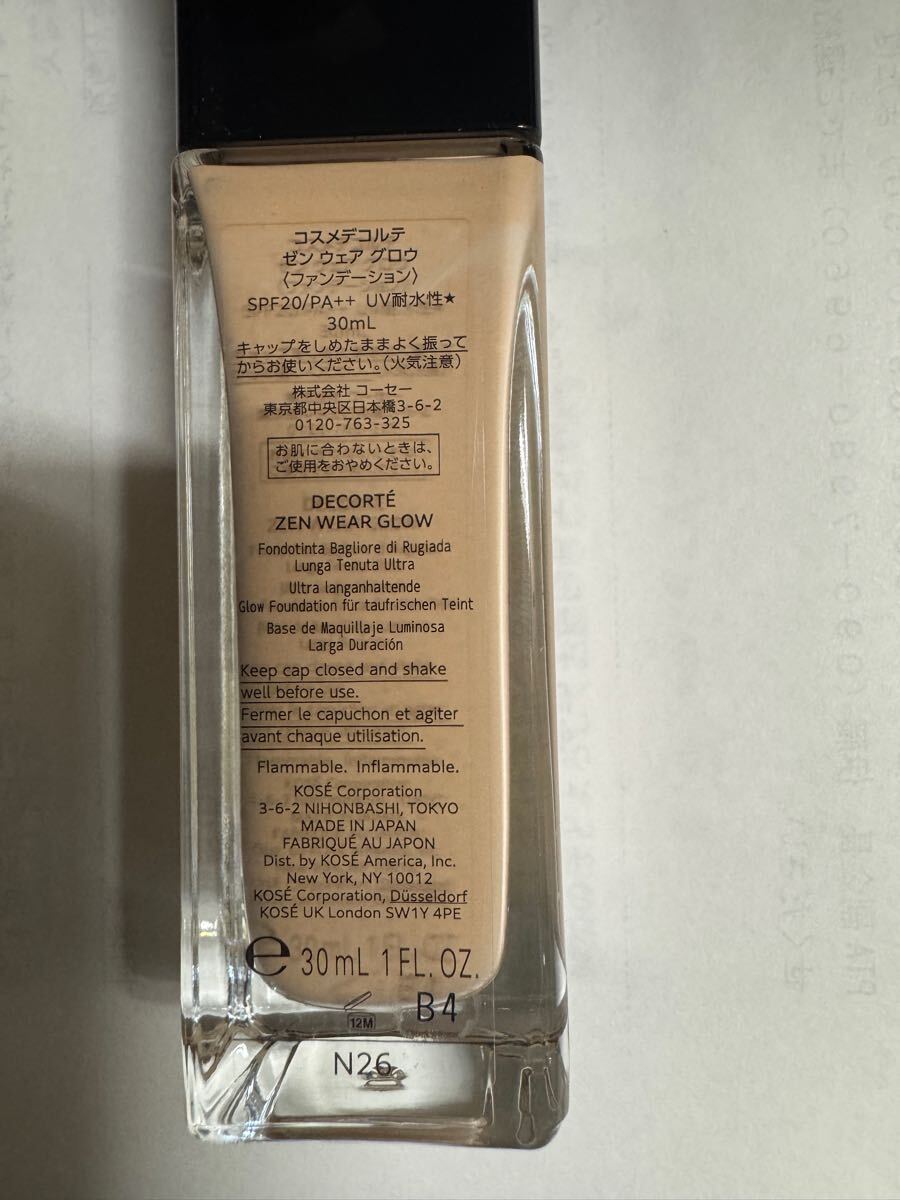 コスメデコルテ
ゼン ウェア グロウ
〈ファンデーション〉
SPF20/PA++ UV耐水性★
30mL
キャップをしめたままよく振って
からお使いください。(火気注意)
株式会社 コーセー
東京都中央区日本橋3-6-2
0120-763-325
お肌に合わないときは、
ご使用をおやめください。
DECORTÉ
ZEN WEAR GLOW
Fondotinta Bagliore di Rugiada
Lunga Tenuta Ultra
Ultra langanhaltende
Glow Foundation für taufrischen Teint
Base de Maquillaje Luminosa
Larga Duración
Keep cap closed and shake
well before use.
Fermer le capuchon et agiter
avant chaque utilisation.
Flammable. Inflammable.
KOSÉ Corporation
3-6-2 NIHONBASHI, TOKYO
MADE IN JAPAN
FABRIQUÉ AU JAPON
Dist. by KOSÉ America, Inc.
New York, NY 10012
KOSÉ Corporation, Düsseldorf
KOSÉ UK London SW1Y 4PE
e 30mL 1 FL. OZ.
12M B4
N26